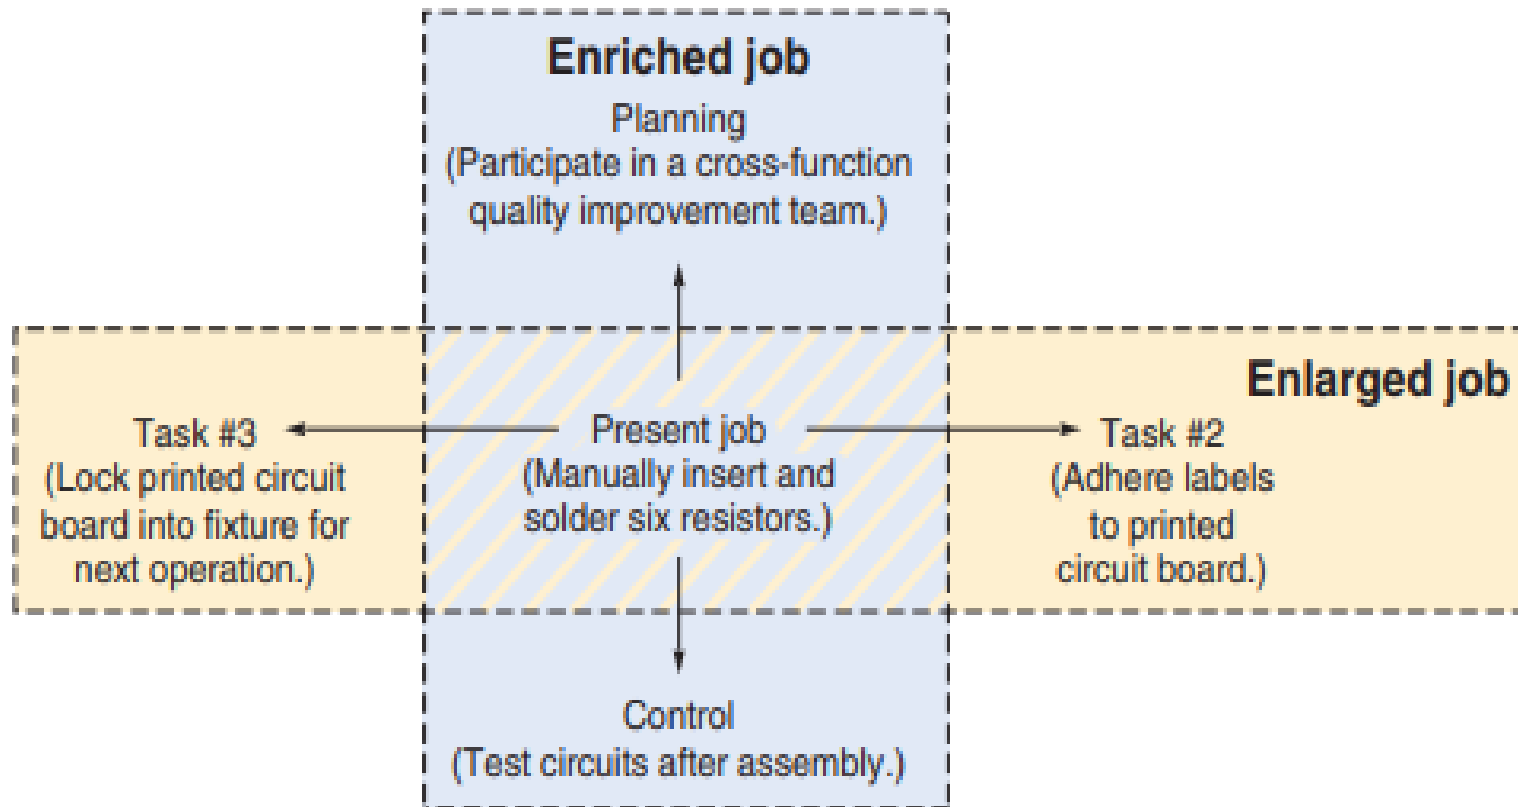 Enriched job
Planning
(Participate in a cross-function
quality improvement team.)
Enlarged job
Task #3
(Lock printed circuit
board into fixture for
next operation.)
Present job
(Manually insert and
solder six resistors.)
Task #2
(Adhere labels
to printed
circuit board.)
Control
(Test circuits after assembly.)